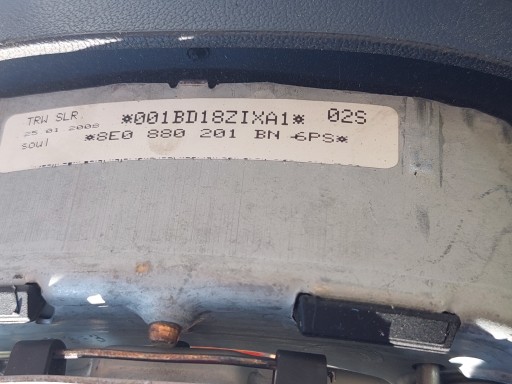 TRW SLR *001BD18ZIXA1* 02S
25 01 2008 *8E0 880 201 BN 6PS*
soul